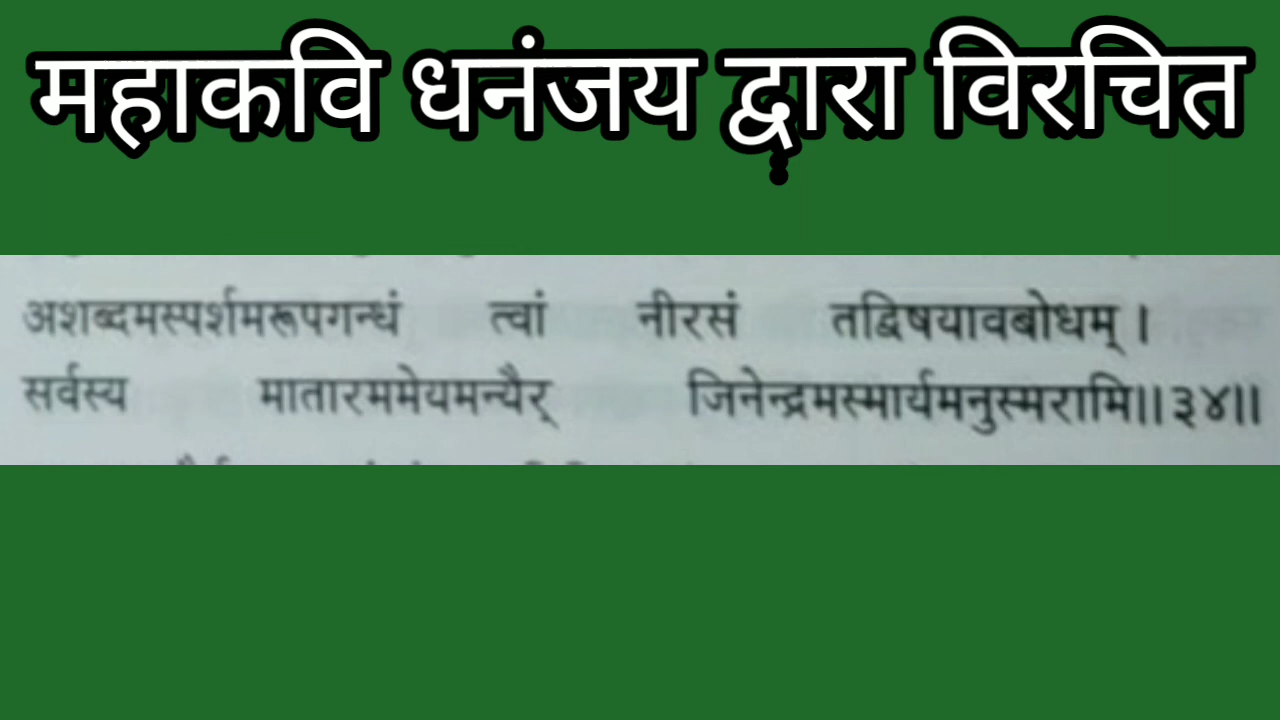 महाकवि धनंजय द्वारा विरचित
अशब्दमस्पर्शमरूपगन्धं त्वां नीरसं तद्विषयावबोधम् ।
सर्वस्य मातारममेयमन्यैर् जिनेन्द्रमस्मार्यमनुस्मरामि॥३४॥